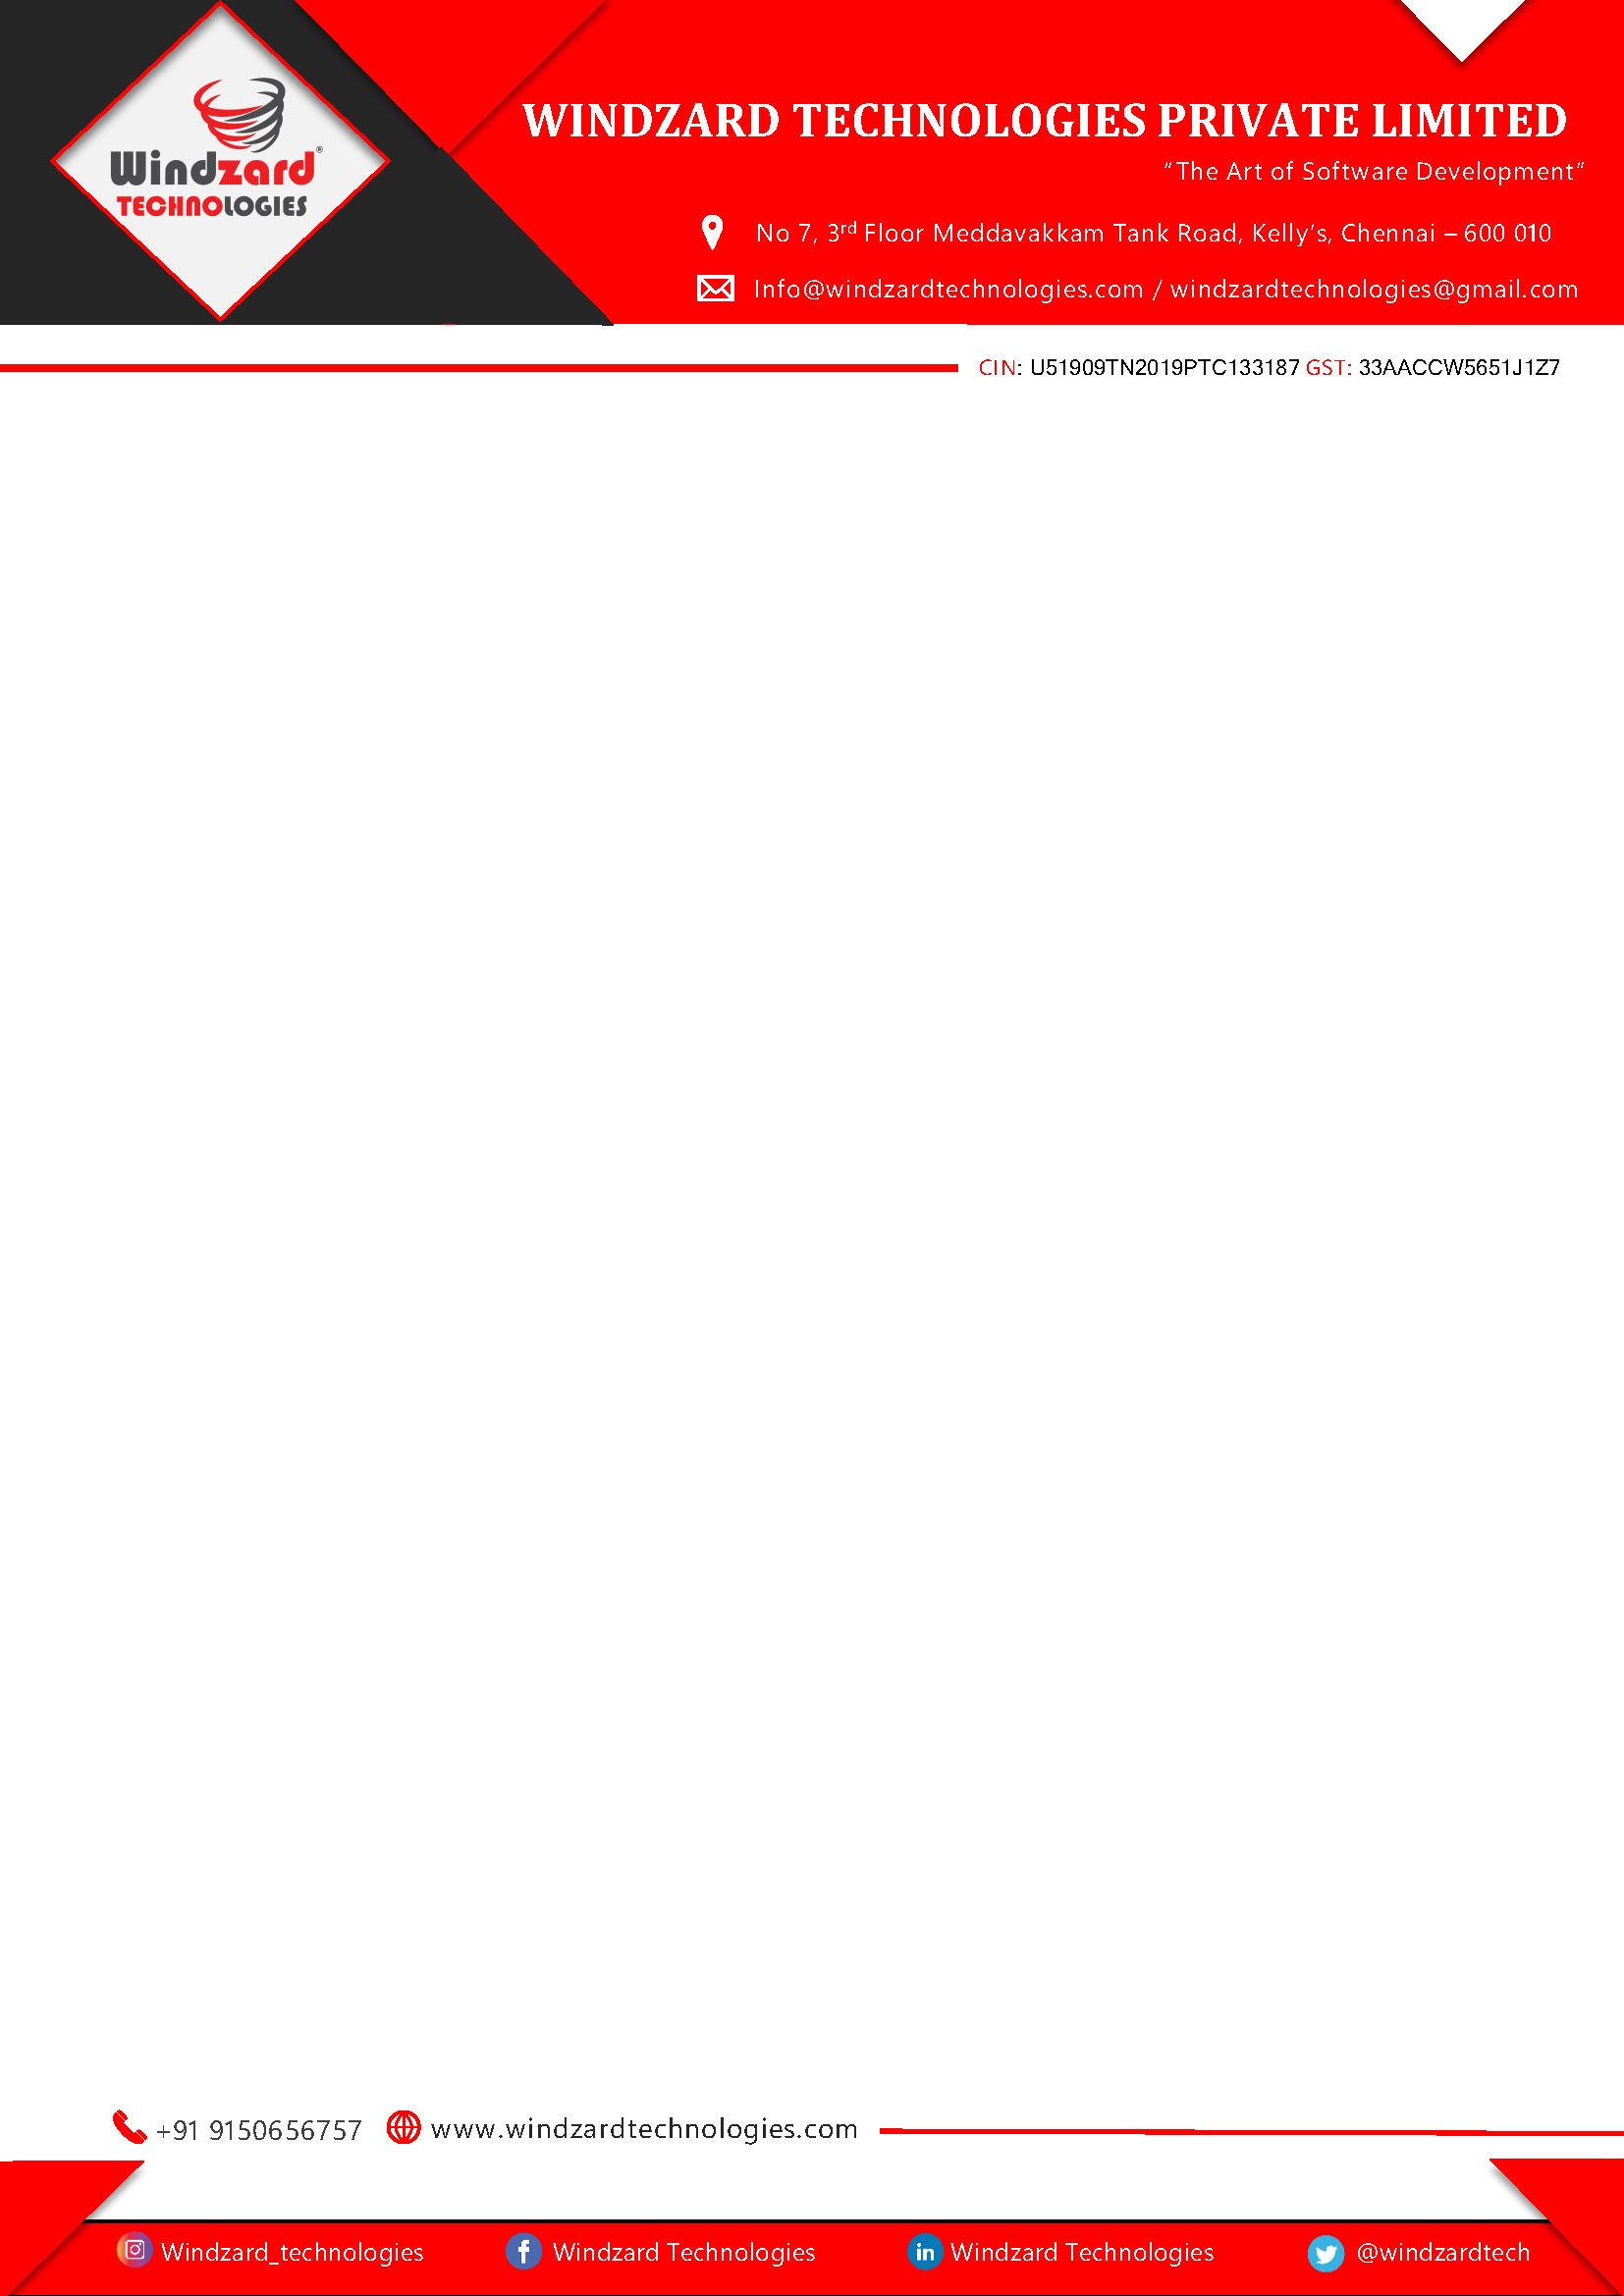 Windzard®
TECHNOLOGIES
WINDZARD TECHNOLOGIES PRIVATE LIMITED
“The Art of Software Development”
No 7, 3rd Floor Meddavakkam Tank Road, Kelly’s, Chennai – 600 010
Info@windzardtechnologies.com / windzardtechnologies@gmail.com
CIN: U51909TN2019PTC133187 GST: 33AACCW5651J1Z7
+91 9150656757 www.windzardtechnologies.com
Windzard_technologies Windzard Technologies Windzard Technologies @windzardtech